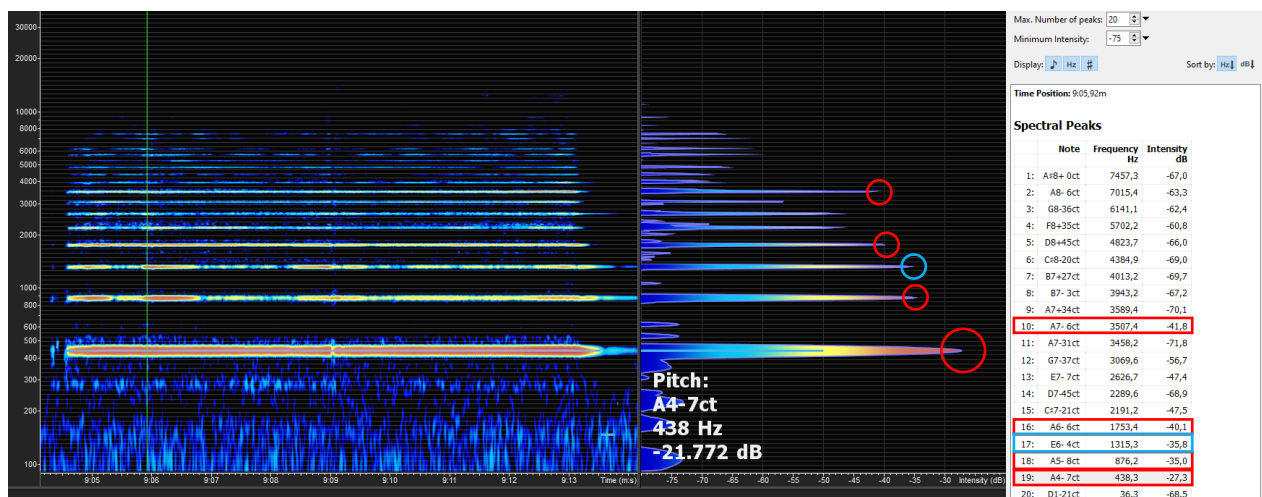 30000
20000
10000
8000
6000
5000
4000
3000
2000
1000
800
600
500
400
300
200
100
9:05 9:06 9:07 9:08 9:09 9:10 9:11 9:12 9:13 Time (m:s)
Pitch:
A4-7ct
438 Hz
-21.772 dB
-75 -70 -65 -60 -55 -50 -45 -40 -35 -30 Intensity (dB)
Max. Number of peaks: 20
Minimum Intensity: -75
Display: ♪ Hz # Sort by: Hz dB
Time Position: 9:05,92m
Spectral Peaks
Note Frequency Intensity
Hz dB
1: A♯8+ 0ct 7457,3 -67,0
2: A8- 6ct 7015,4 -63,3
3: G8-36ct 6141,1 -62,4
4: F8+35ct 5702,2 -60,8
5: D8+45ct 4823,7 -66,0
6: C♯8-20ct 4384,9 -69,0
7: B7+27ct 4013,2 -69,7
8: B7- 3ct 3943,2 -67,2
9: A7+34ct 3589,4 -70,1
10: A7- 6ct 3507,4 -41,8
11: A7-31ct 3458,2 -71,8
12: G7-37ct 3069,6 -56,7
13: E7- 7ct 2626,7 -47,4
14: D7-45ct 2289,6 -68,9
15: C♯7-21ct 2191,2 -47,5
16: A6- 6ct 1753,4 -40,1
17: E6- 4ct 1315,3 -35,8
18: A5- 8ct 876,2 -35,0
19: A4- 7ct 438,3 -27,3
20: D1-21ct 36,3 -68,5